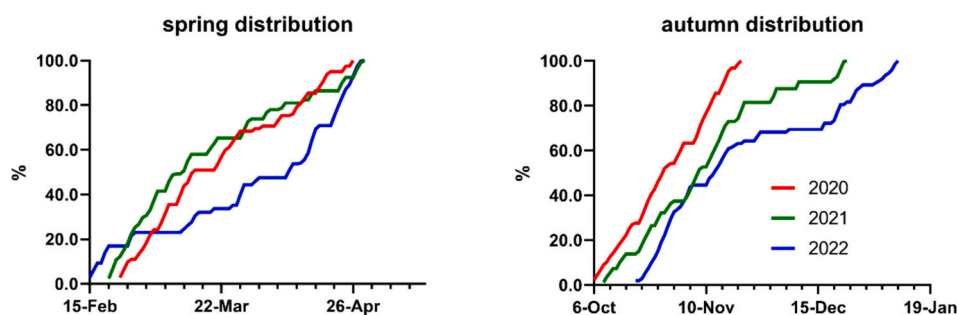 spring distribution
100.0
80.0
60.0
40.0
20.0
0.0
%
15-Feb
22-Mar
26-Apr
autumn distribution
100.0
80.0
60.0
40.0
20.0
0.0
%
6-Oct
10-Nov
15-Dec
19-Jan
2020
2021
2022